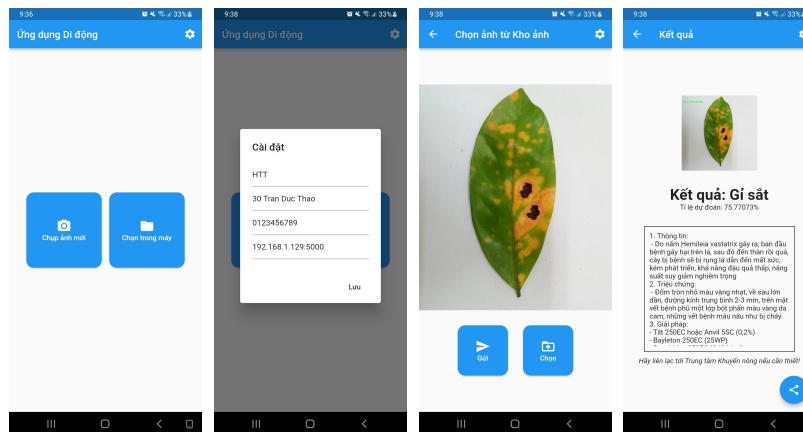 9:36
33%
Ứng dụng Di động
Chụp ảnh mới
Chọn trong máy
9:38
33%
Ứng dụng Di động
Cài đặt
HTT
30 Tran Duc Thao
0123456789
192.168.1.129:5000
Lưu
9:38
33%
Chọn ảnh từ Kho ảnh
Gửi
Chọn
9:38
33%
Kết quả
Kết quả: Gỉ sắt
Tỉ lệ dự đoán: 75.77073%
1. Thông tin:
- Do nấm Hemileia vastatrix gây ra; ban đầu
bệnh gây hại trên lá, sau đó đến thân rồi quả,
cây bị bệnh sẽ bị rụng lá dẫn đến mất sức,
kém phát triển, khả năng đậu quả thấp, năng
suất suy giảm nghiêm trọng
2. Triệu chứng:
- Đốm tròn nhỏ màu vàng nhạt, về sau lớn
dần, đường kính trung bình 2-3 mm, trên mặt
vết bệnh phủ một lớp bột phấn màu vàng da
cam; những vết bệnh màu nâu như bị cháy.
3. Giải pháp:
- Tilt 250EC hoặc Anvil 5SC (0,2%)
- Bayleton 250EC (25WP)
Hãy liên lạc tới Trung tâm Khuyến nông nếu cần thiết!